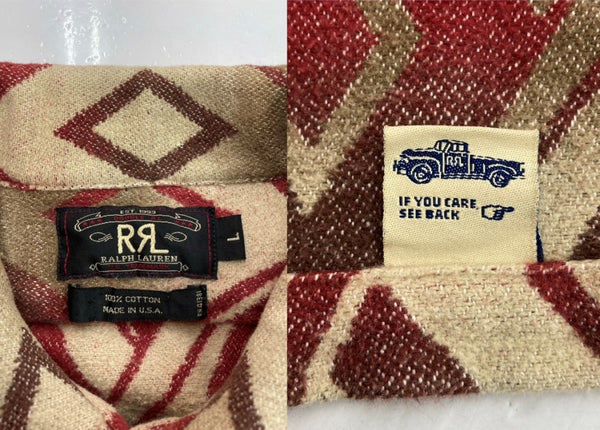 EST. 1993
RRL
RALPH LAUREN
L
100% COTTON
MADE IN U.S.A.
RRL
IF YOU CARE
SEE BACK